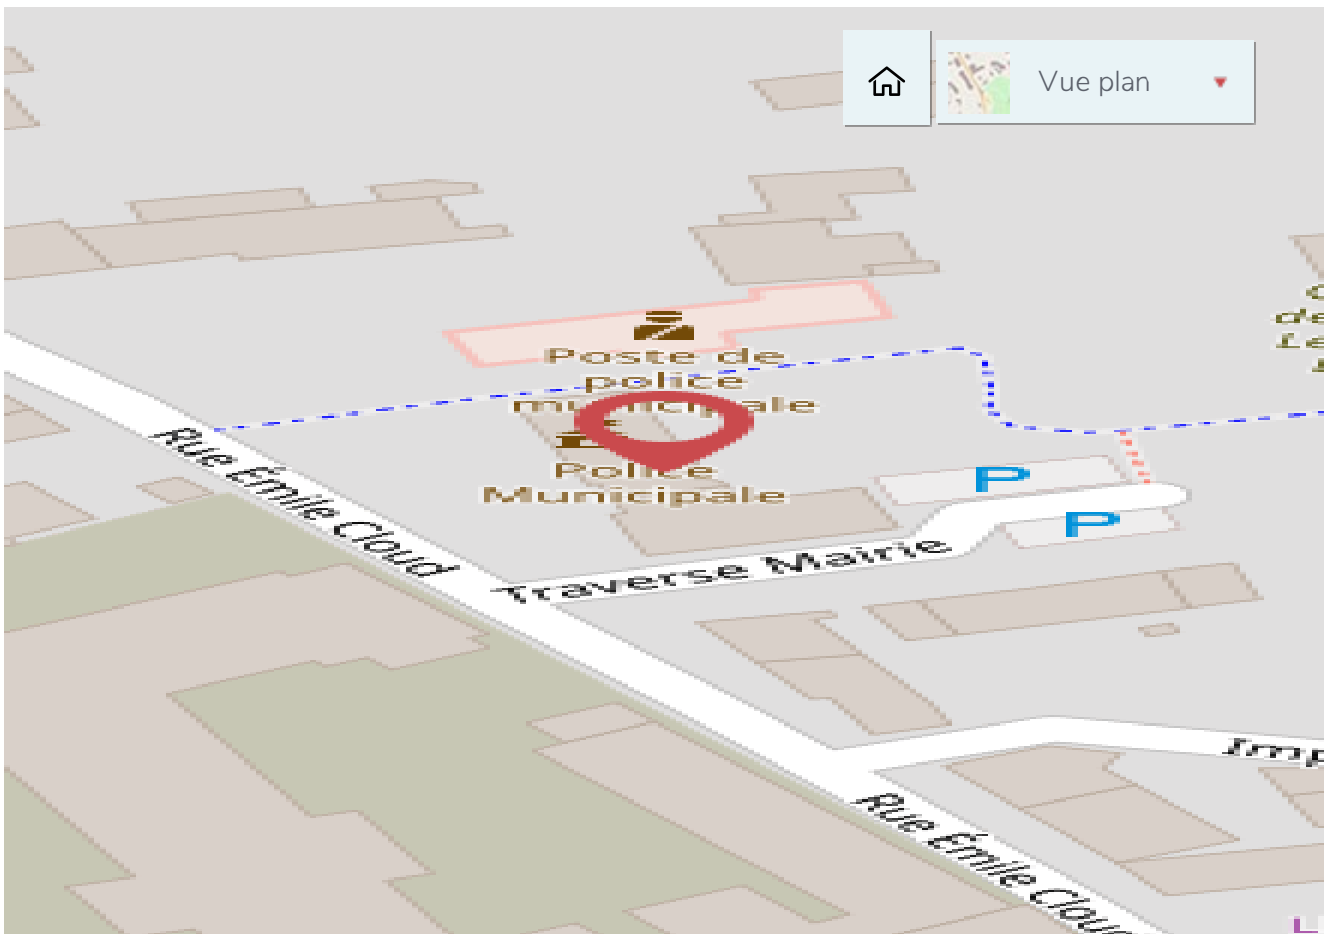 Vue plan
Poste de
police
municipale
Police
Municipale
P
P
Rue Émile Cloud
Traverse Mairie
Rue Émile Cloud